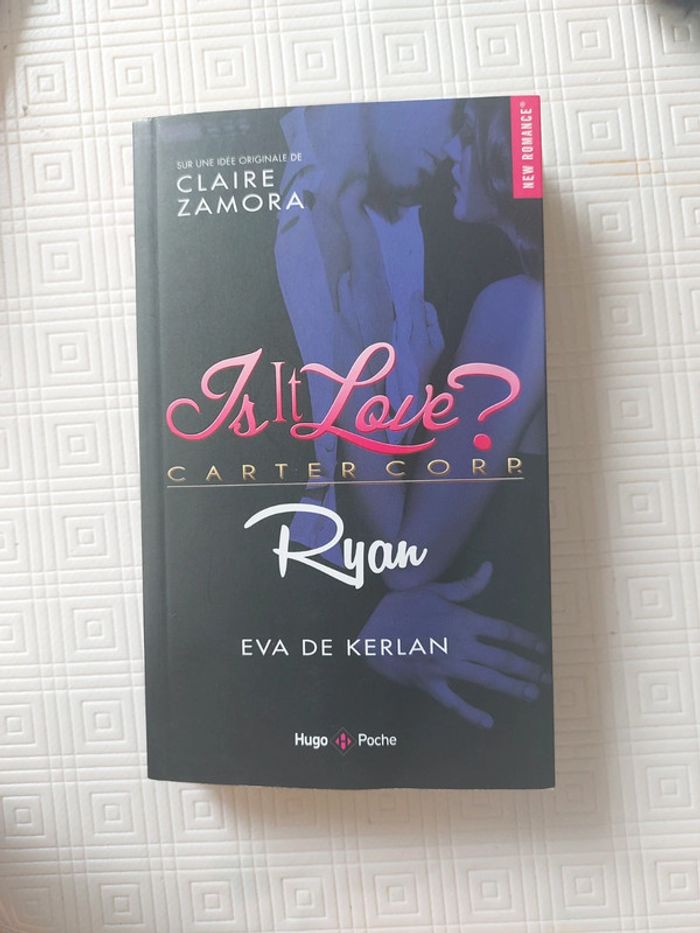 NEW ROMANCE®
SUR UNE IDÉE ORIGINALE DE
CLAIRE
ZAMORA
Is It Love?
CARTER CORP.
Ryan
EVA DE KERLAN
Hugo Poche